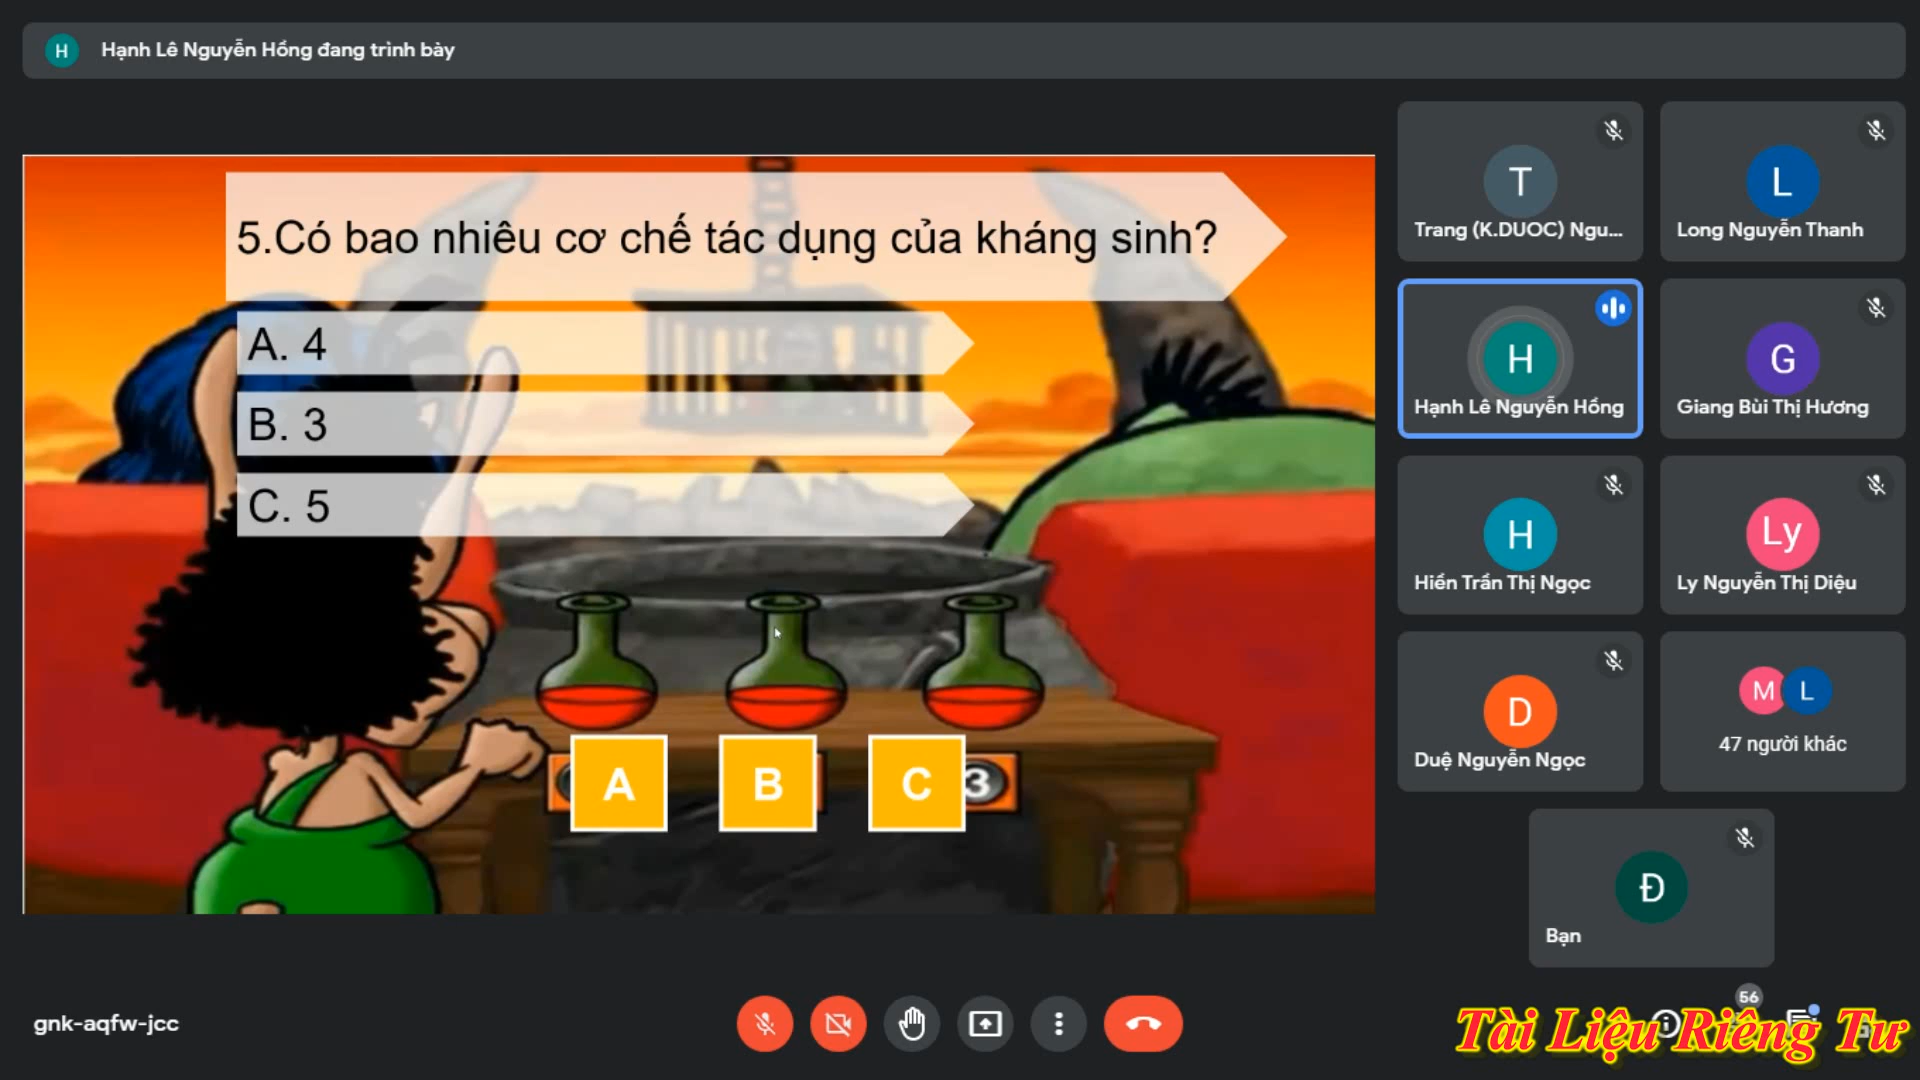 H
Hạnh Lê Nguyễn Hồng đang trình bày
5.Có bao nhiêu cơ chế tác dụng của kháng sinh?
A. 4
B. 3
C. 5
A
B
C
3
T
Trang (K.DUOC) Ngu...
L
Long Nguyễn Thanh
H
Hạnh Lê Nguyễn Hồng
G
Giang Bùi Thị Hương
H
Hiền Trần Thị Ngọc
Ly
Ly Nguyễn Thị Diệu
D
Duệ Nguyễn Ngọc
M L
47 người khác
Đ
Bạn
gnk-aqfw-jcc
56
Tài Liệu Riêng Tư